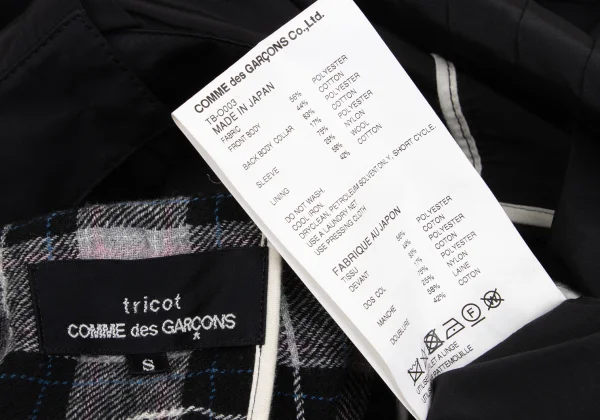 COMME des GARÇONS Co.,Ltd.
TB-O003
MADE IN JAPAN
FABRIC
FRONT BODY 56% POLYESTER
44% COTTON
BACK BODY COLLAR 83% POLYESTER
17% COTTON
SLEEVE 75% POLYESTER
25% NYLON
LINING 58% WOOL
42% COTTON
DO NOT WASH.
COOL IRON.
DRYCLEAN, PETROLEUM SOLVENT ONLY, SHORT CYCLE.
USE A LAUNDRY NET
USE PRESSING CLOTH
FABRIQUE AU JAPON
TISSU
DEVANT 56% POLYESTER
44% COTON
DOS COL POLYESTER
COTON
MANCHE POLYESTER
25% NYLON
DOUBLURE 58% LAINE
42% COTON
F
FILET A LINGE
PATTEMOUILLE
tricot
COMME des GARÇONS
S